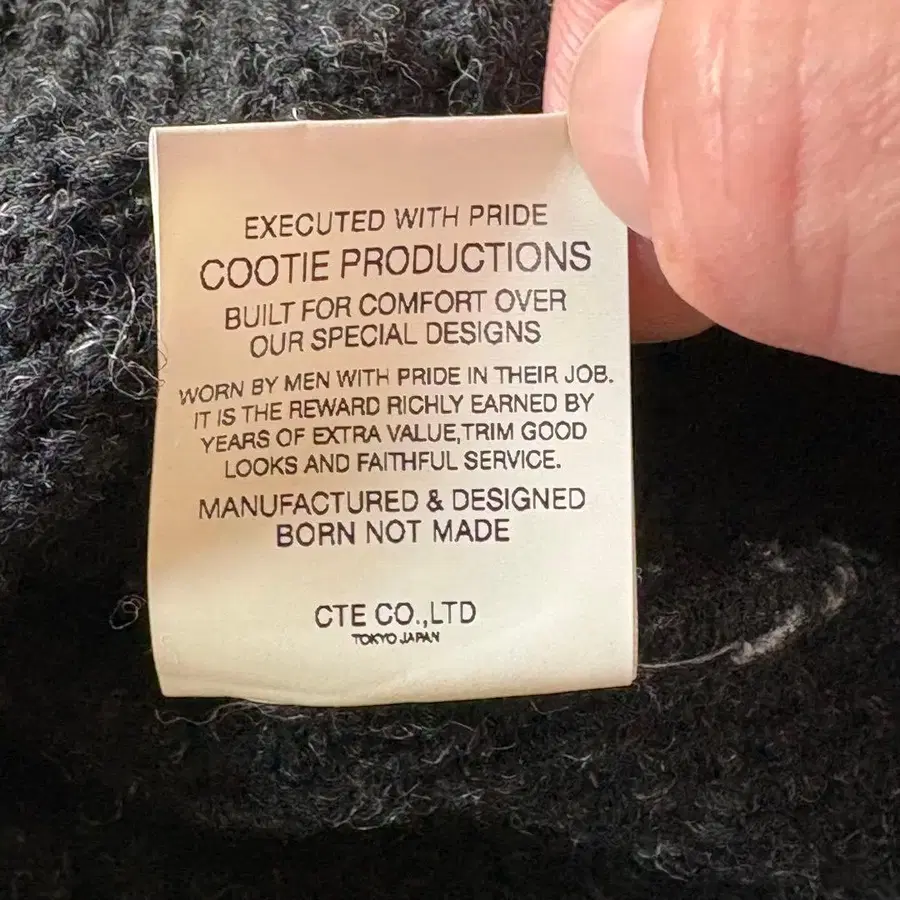 EXECUTED WITH PRIDE
COOTIE PRODUCTIONS
BUILT FOR COMFORT OVER
OUR SPECIAL DESIGNS
WORN BY MEN WITH PRIDE IN THEIR JOB.
IT IS THE REWARD RICHLY EARNED BY
YEARS OF EXTRA VALUE,TRIM GOOD
LOOKS AND FAITHFUL SERVICE.
MANUFACTURED & DESIGNED
BORN NOT MADE
CTE CO.,LTD
TOKYO JAPAN